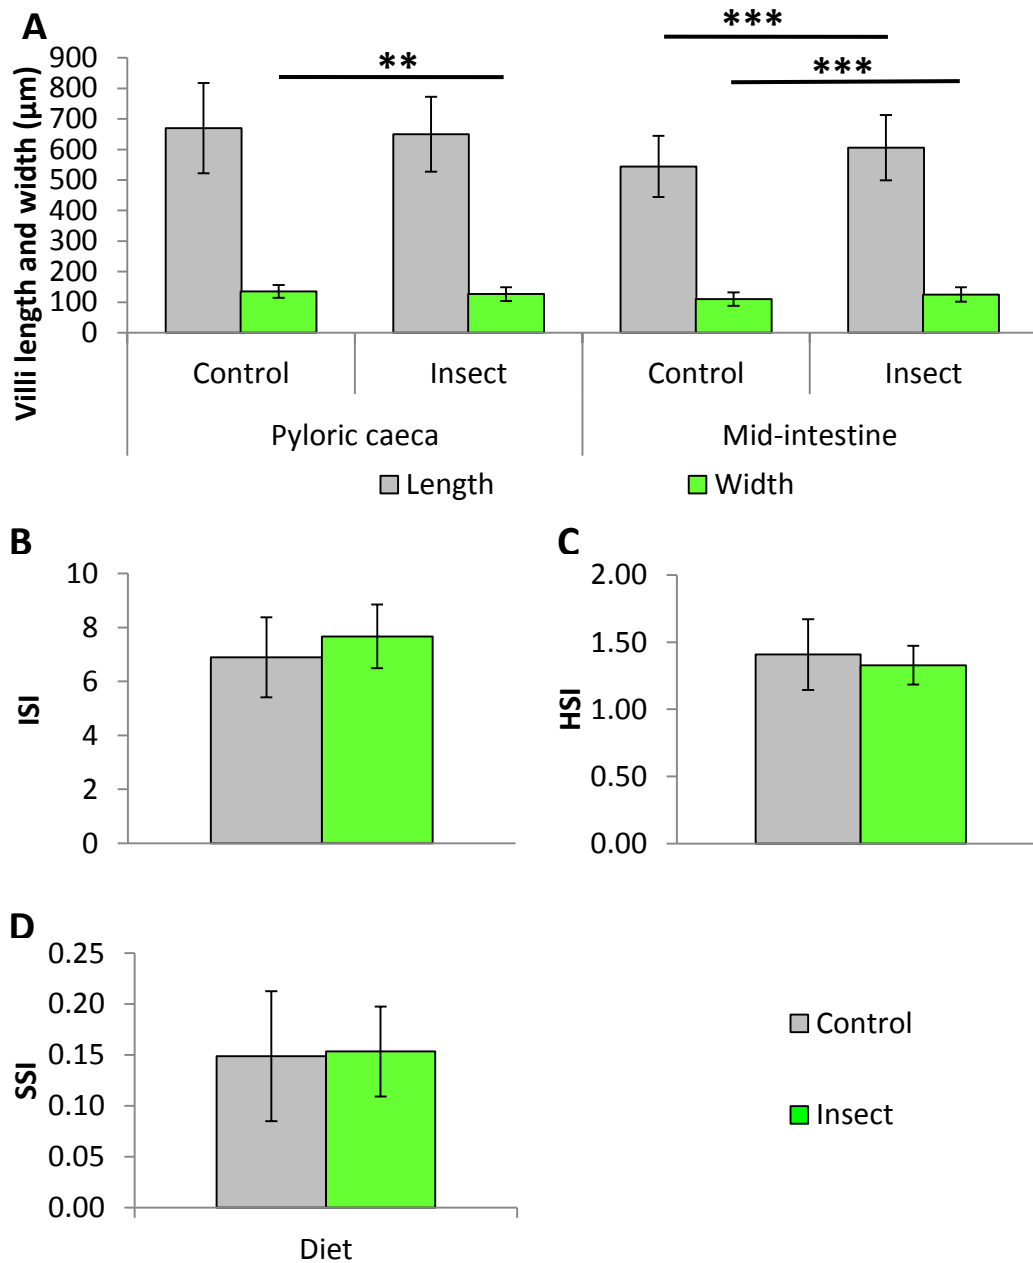 A
***
**
***
Villi length and width (µm)
900
800
700
600
500
400
300
200
100
0
Control Insect Control Insect
Pyloric caeca Mid-intestine
Length Width
B
ISI
10
8
6
4
2
0
C
HSI
2.00
1.50
1.00
0.50
0.00
D
SSI
0.25
0.20
0.15
0.10
0.05
0.00
Diet
Control
Insect